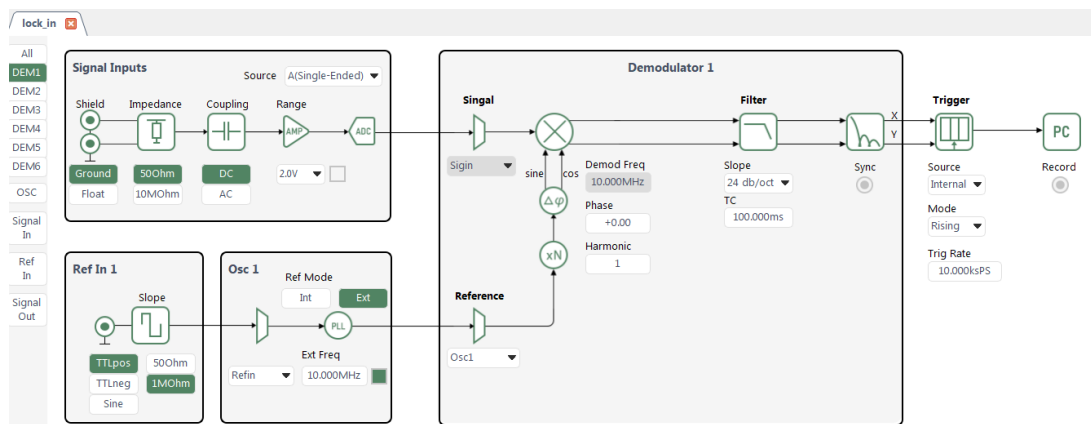 lock_in
All
DEM1
DEM2
DEM3
DEM4
DEM5
DEM6
OSC
Signal
In
Ref
In
Signal
Out
Signal Inputs
Source A(Single-Ended)
Shield Impedance Coupling Range
AMP ADC
Ground 50Ohm DC 2.0V
Float 10MOhm AC
Ref In 1
Slope
TTLpos 50Ohm
TTLneg 1MOhm
Sine
Osc 1
Ref Mode
Int Ext
PLL
Ext Freq
Refin 10.000MHz
Demodulator 1
Singal
Sigin
sine cos
Δφ
xN
Demod Freq
10.000MHz
Phase
+0.00
Harmonic
1
Reference
Osc1
Filter
Slope
24 db/oct
TC
100.000ms
Sync
X
Y
Trigger
Source
Internal
Mode
Rising
Trig Rate
10.000ksPS
PC
Record